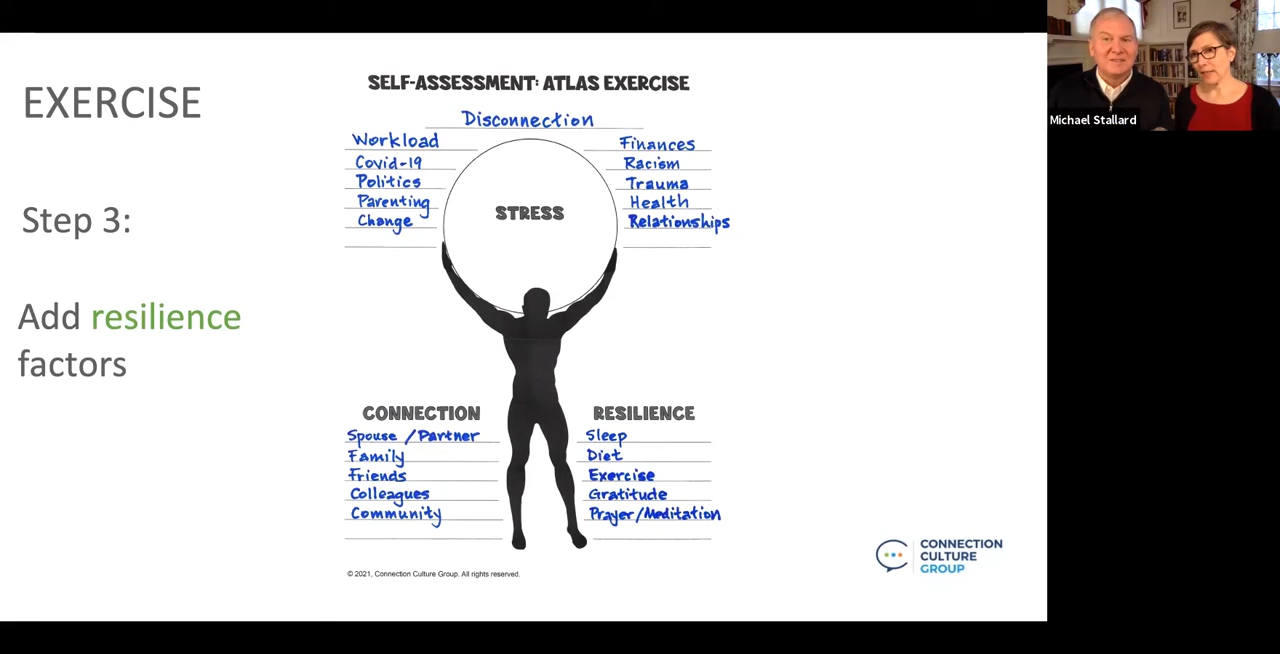 EXERCISE
Step 3:
Add resilience
factors
SELF-ASSESSMENT: ATLAS EXERCISE
Disconnection
Workload
Covid-19
Politics
Parenting
Change
Finances
Racism
Trauma
Health
Relationships
STRESS
CONNECTION
Spouse/Partner
Family
Friends
Colleagues
Community
RESILIENCE
Sleep
Diet
Exercise
Gratitude
Prayer/Meditation
© 2021, Connection Culture Group. All rights reserved.
CONNECTION
CULTURE
GROUP
Michael Stallard